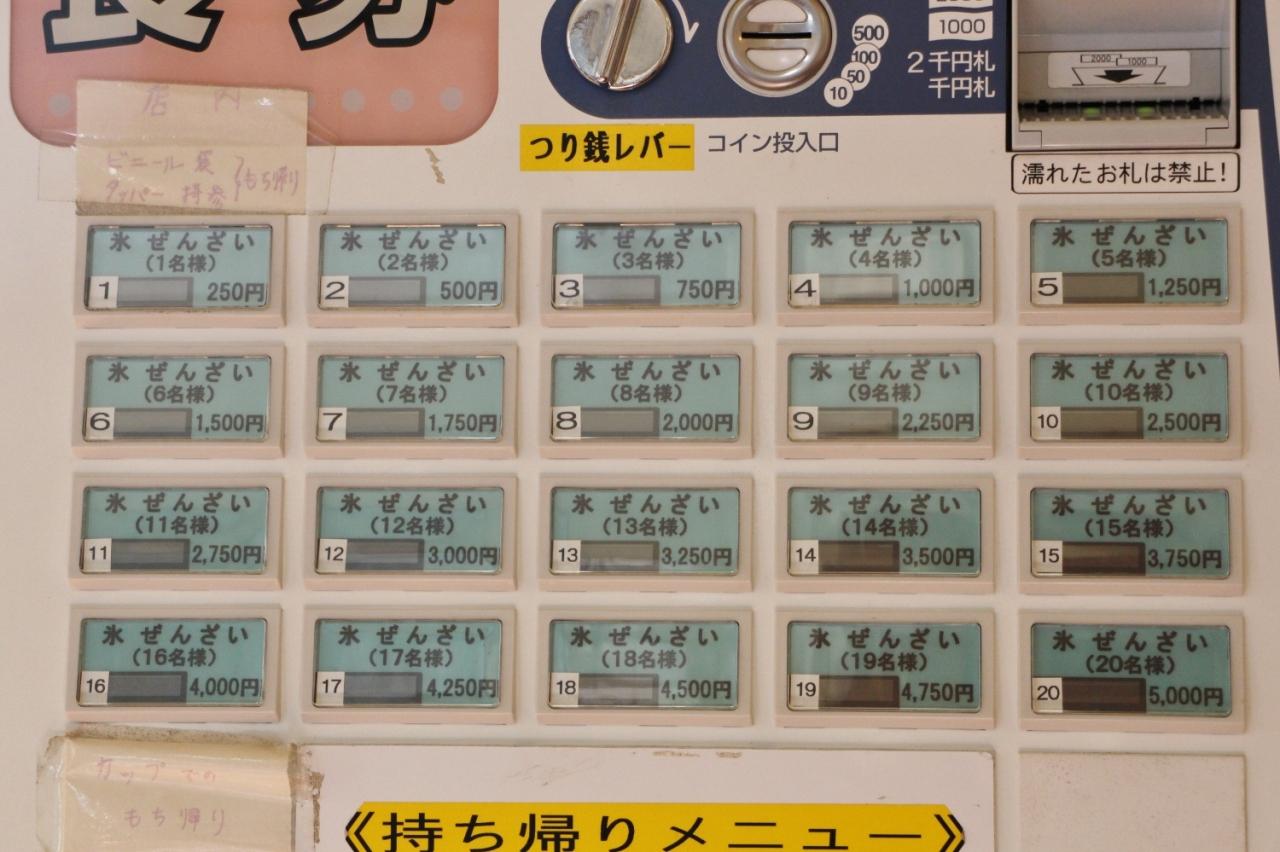 食券
500
100
50
10
1000
2千円札
千円札
2000 1000
店内
ビニール袋
タッパー 持参
もち帰り
つり銭レバー
コイン投入口
濡れたお札は禁止!
氷 ぜんざい
(1名様)
1 250円
氷 ぜんざい
(2名様)
2 500円
氷 ぜんざい
(3名様)
3 750円
氷 ぜんざい
(4名様)
4 1,000円
氷 ぜんざい
(5名様)
5 1,250円
氷 ぜんざい
(6名様)
6 1,500円
氷 ぜんざい
(7名様)
7 1,750円
氷 ぜんざい
(8名様)
8 2,000円
氷 ぜんざい
(9名様)
9 2,250円
氷 ぜんざい
(10名様)
10 2,500円
氷 ぜんざい
(11名様)
11 2,750円
氷 ぜんざい
(12名様)
12 3,000円
氷 ぜんざい
(13名様)
13 3,250円
氷 ぜんざい
(14名様)
14 3,500円
氷 ぜんざい
(15名様)
15 3,750円
氷 ぜんざい
(16名様)
16 4,000円
氷 ぜんざい
(17名様)
17 4,250円
氷 ぜんざい
(18名様)
18 4,500円
氷 ぜんざい
(19名様)
19 4,750円
氷 ぜんざい
(20名様)
20 5,000円
カップでの
もち帰り
《持ち帰りメニュー》